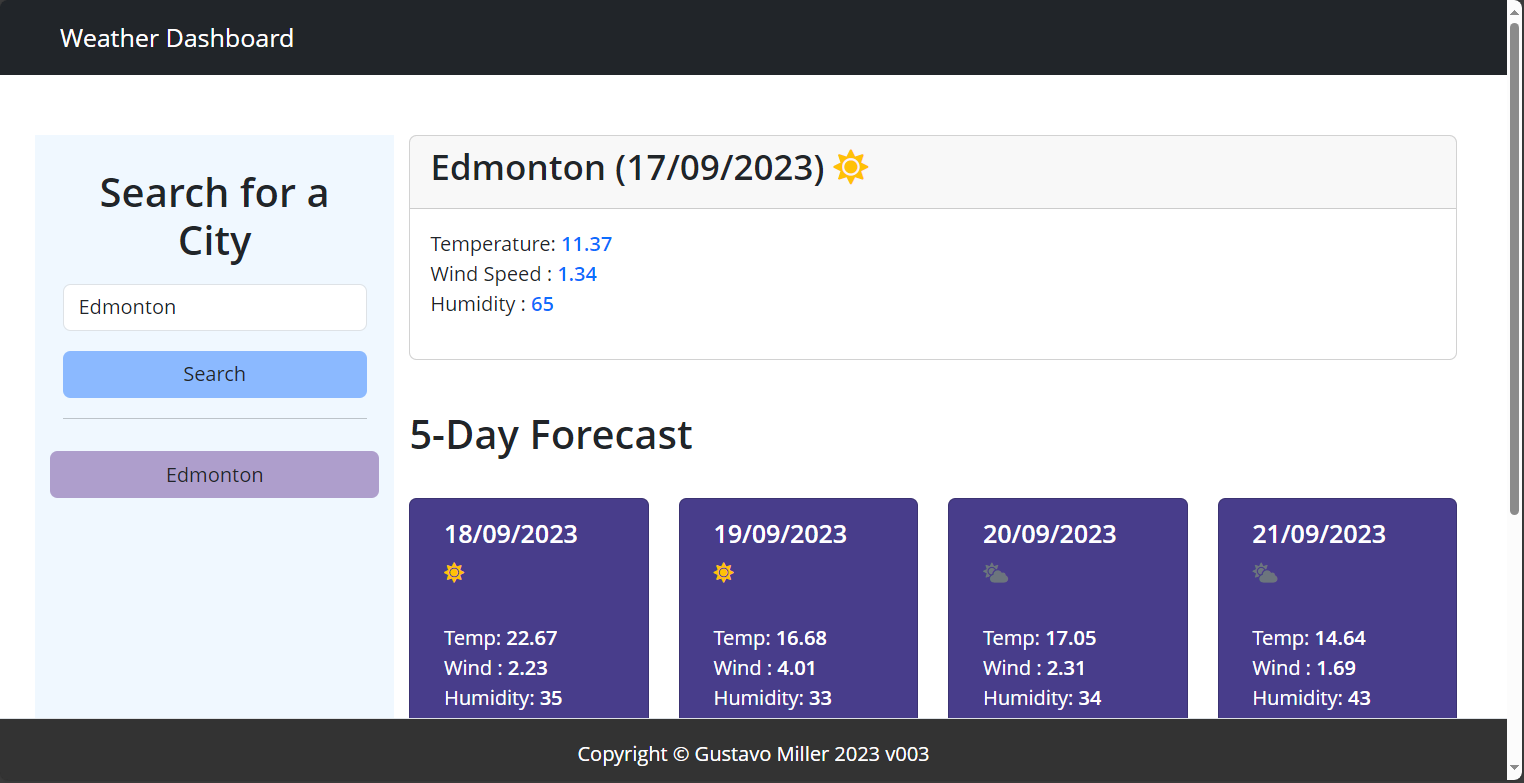 Weather Dashboard
Search for a
City
Edmonton
Search
Edmonton
Edmonton (17/09/2023)
Temperature: 11.37
Wind Speed : 1.34
Humidity : 65
5-Day Forecast
18/09/2023
Temp: 22.67
Wind : 2.23
Humidity: 35
19/09/2023
Temp: 16.68
Wind : 4.01
Humidity: 33
20/09/2023
Temp: 17.05
Wind : 2.31
Humidity: 34
21/09/2023
Temp: 14.64
Wind : 1.69
Humidity: 43
Copyright © Gustavo Miller 2023 v003